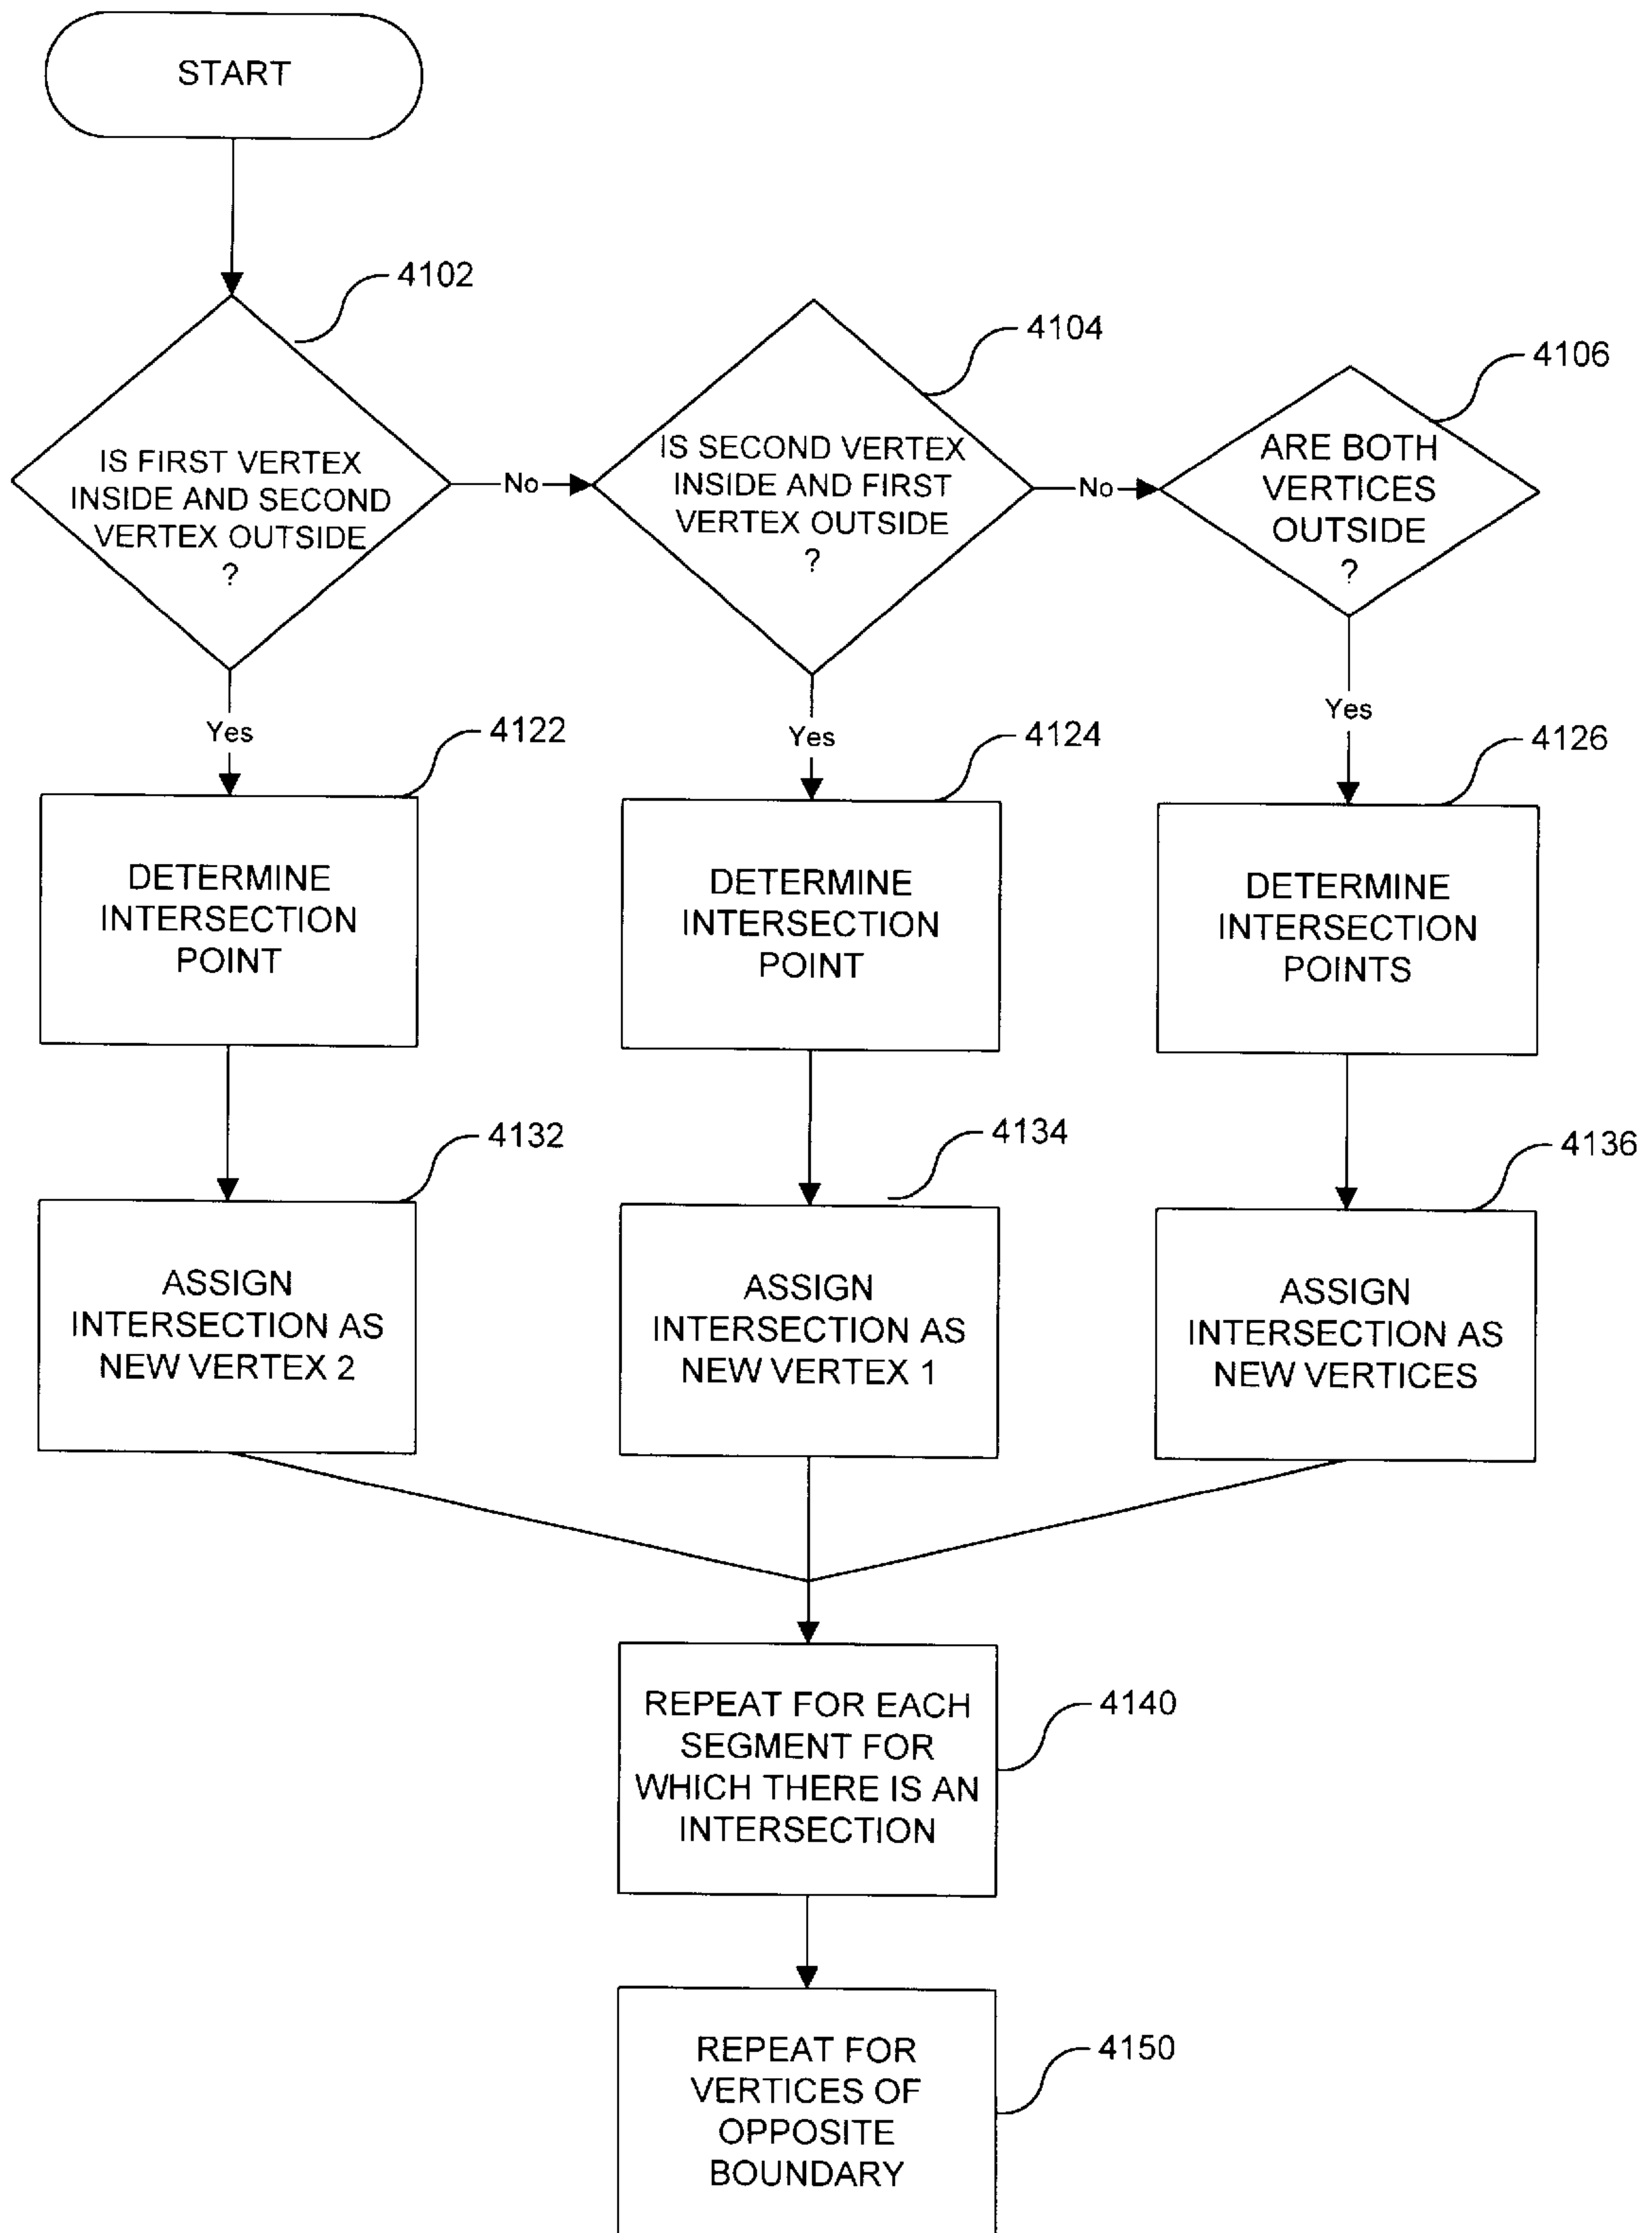 START
4102
IS FIRST VERTEX
INSIDE AND SECOND
VERTEX OUTSIDE
?
No
4104
IS SECOND VERTEX
INSIDE AND FIRST
VERTEX OUTSIDE
?
No
4106
ARE BOTH
VERTICES
OUTSIDE
?
Yes
4122
DETERMINE
INTERSECTION
POINT
Yes
4124
DETERMINE
INTERSECTION
POINT
Yes
4126
DETERMINE
INTERSECTION
POINTS
4132
ASSIGN
INTERSECTION AS
NEW VERTEX 2
4134
ASSIGN
INTERSECTION AS
NEW VERTEX 1
4136
ASSIGN
INTERSECTION AS
NEW VERTICES
4140
REPEAT FOR EACH
SEGMENT FOR
WHICH THERE IS AN
INTERSECTION
4150
REPEAT FOR
VERTICES OF
OPPOSITE
BOUNDARY